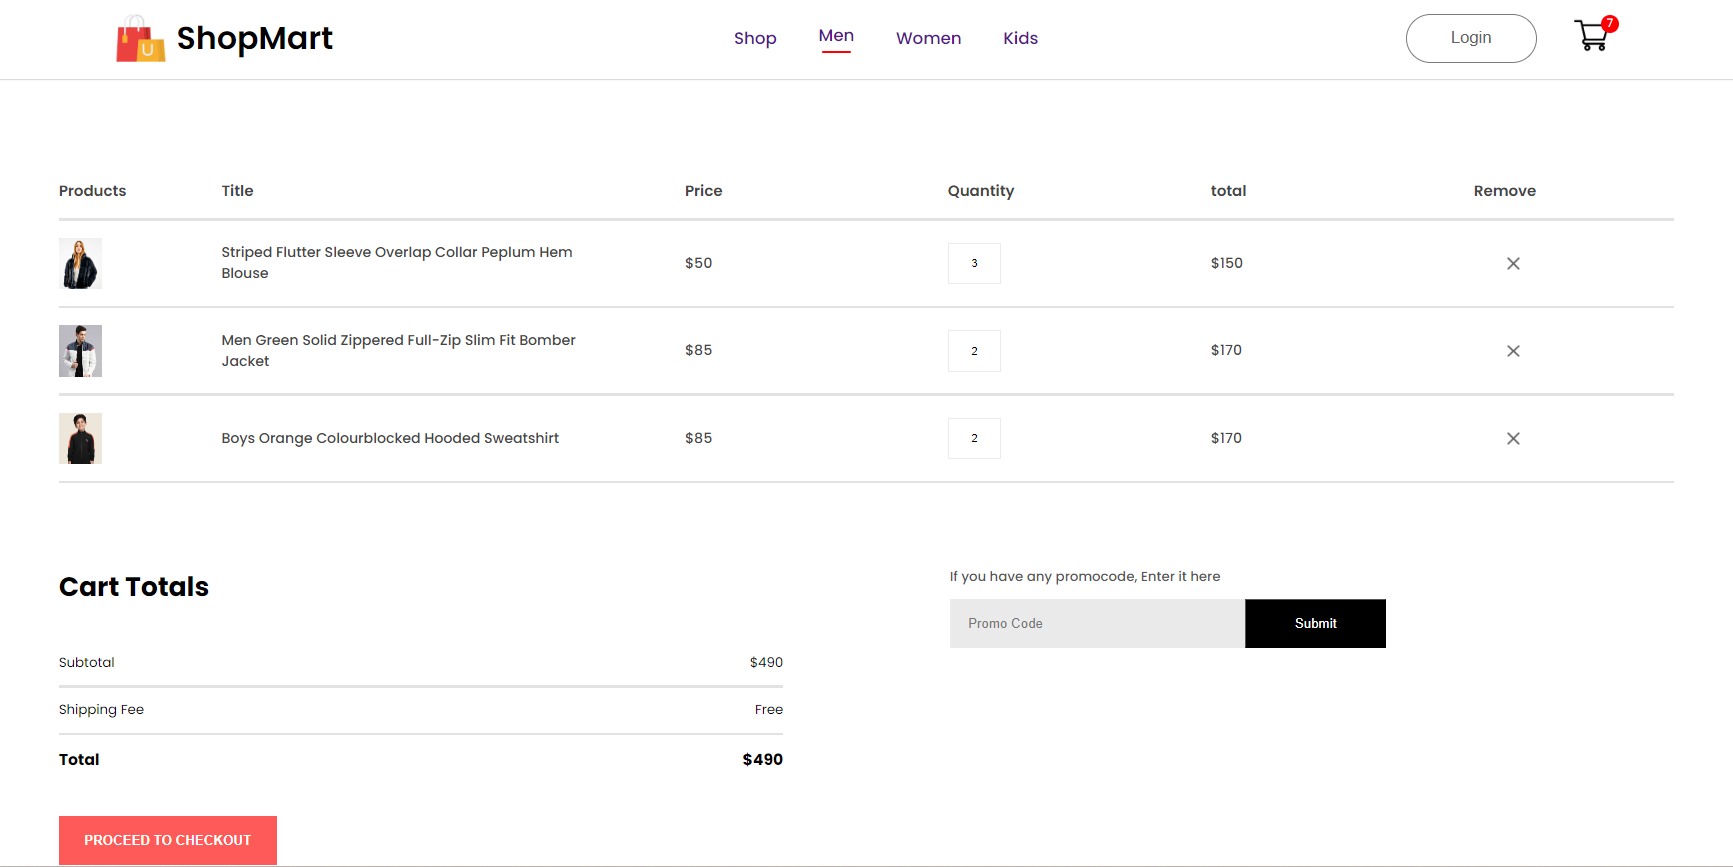 ShopMart
Shop Men Women Kids
Login
7
Products Title Price Quantity total Remove
Striped Flutter Sleeve Overlap Collar Peplum Hem
Blouse
$50 3 $150
Men Green Solid Zippered Full-Zip Slim Fit Bomber
Jacket
$85 2 $170
Boys Orange Colourblocked Hooded Sweatshirt $85 2 $170
Cart Totals
Subtotal $490
Shipping Fee Free
Total $490
PROCEED TO CHECKOUT
If you have any promocode, Enter it here
Promo Code Submit